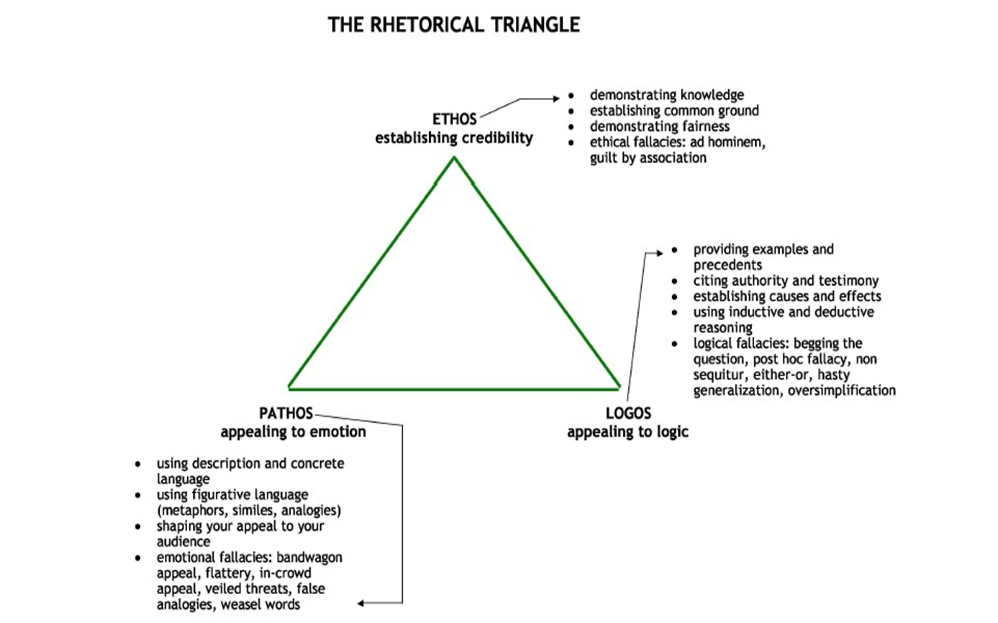 THE RHETORICAL TRIANGLE
ETHOS
establishing credibility
• demonstrating knowledge
• establishing common ground
• demonstrating fairness
• ethical fallacies: ad hominem,
guilt by association
• providing examples and
precedents
• citing authority and testimony
• establishing causes and effects
• using inductive and deductive
reasoning
• logical fallacies: begging the
question, post hoc fallacy, non
sequitur, either-or, hasty
generalization, oversimplification
PATHOS
appealing to emotion
LOGOS
appealing to logic
• using description and concrete
language
• using figurative language
(metaphors, similes, analogies)
• shaping your appeal to your
audience
• emotional fallacies: bandwagon
appeal, flattery, in-crowd
appeal, veiled threats, false
analogies, weasel words